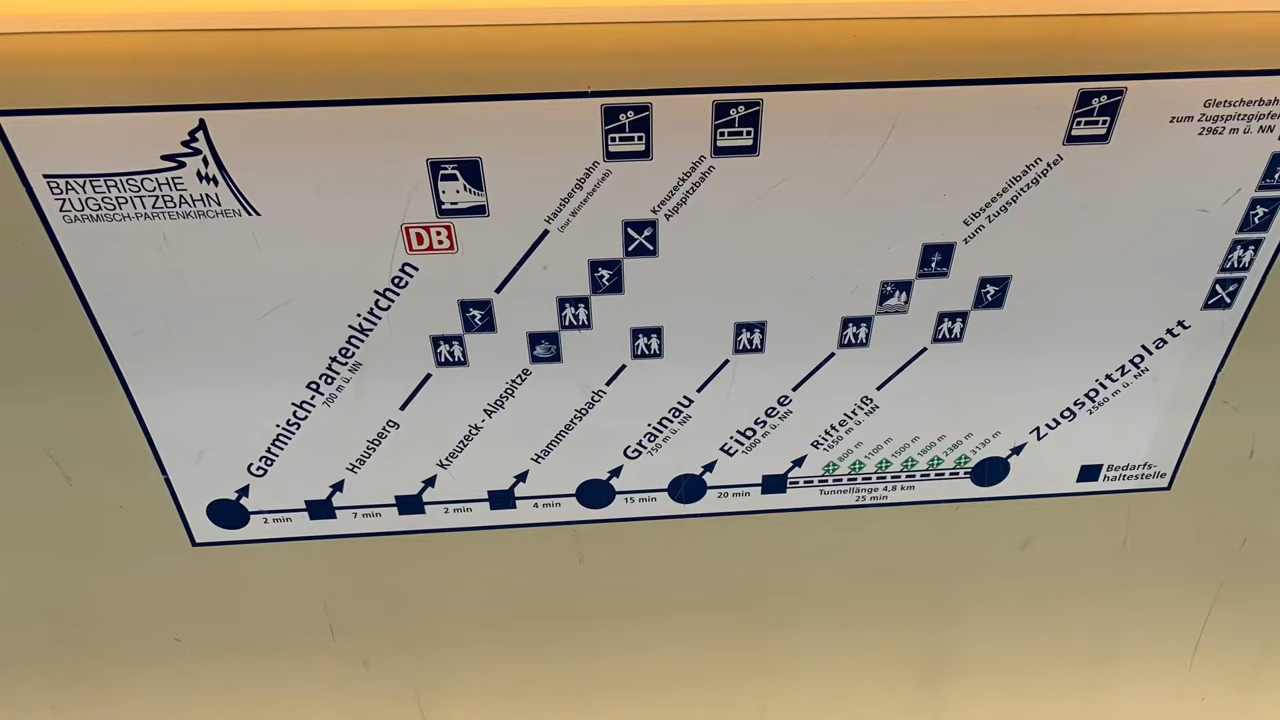 BAYERISCHE
ZUGSPITZBAHN
GARMISCH-PARTENKIRCHEN
DB
Garmisch-Partenkirchen
700 m ü. NN
Hausberg
Hausbergbahn
(nur Winterbetrieb)
Kreuzeck - Alpspitze
Kreuzeckbahn
Alpspitzbahn
Hammersbach
Grainau
750 m ü. NN
Eibsee
1000 m ü. NN
Eibseeseilbahn
zum Zugspitzgipfel
Riffelriß
1650 m ü. NN
800 m
1100 m
1500 m
1800 m
2380 m
3130 m
Zugspitzplatt
2560 m ü. NN
Gletscherbahn
zum Zugspitzgipfel
2962 m ü. NN
2 min
7 min
2 min
4 min
15 min
20 min
Tunnellänge 4,8 km
25 min
Bedarfs-
haltestelle